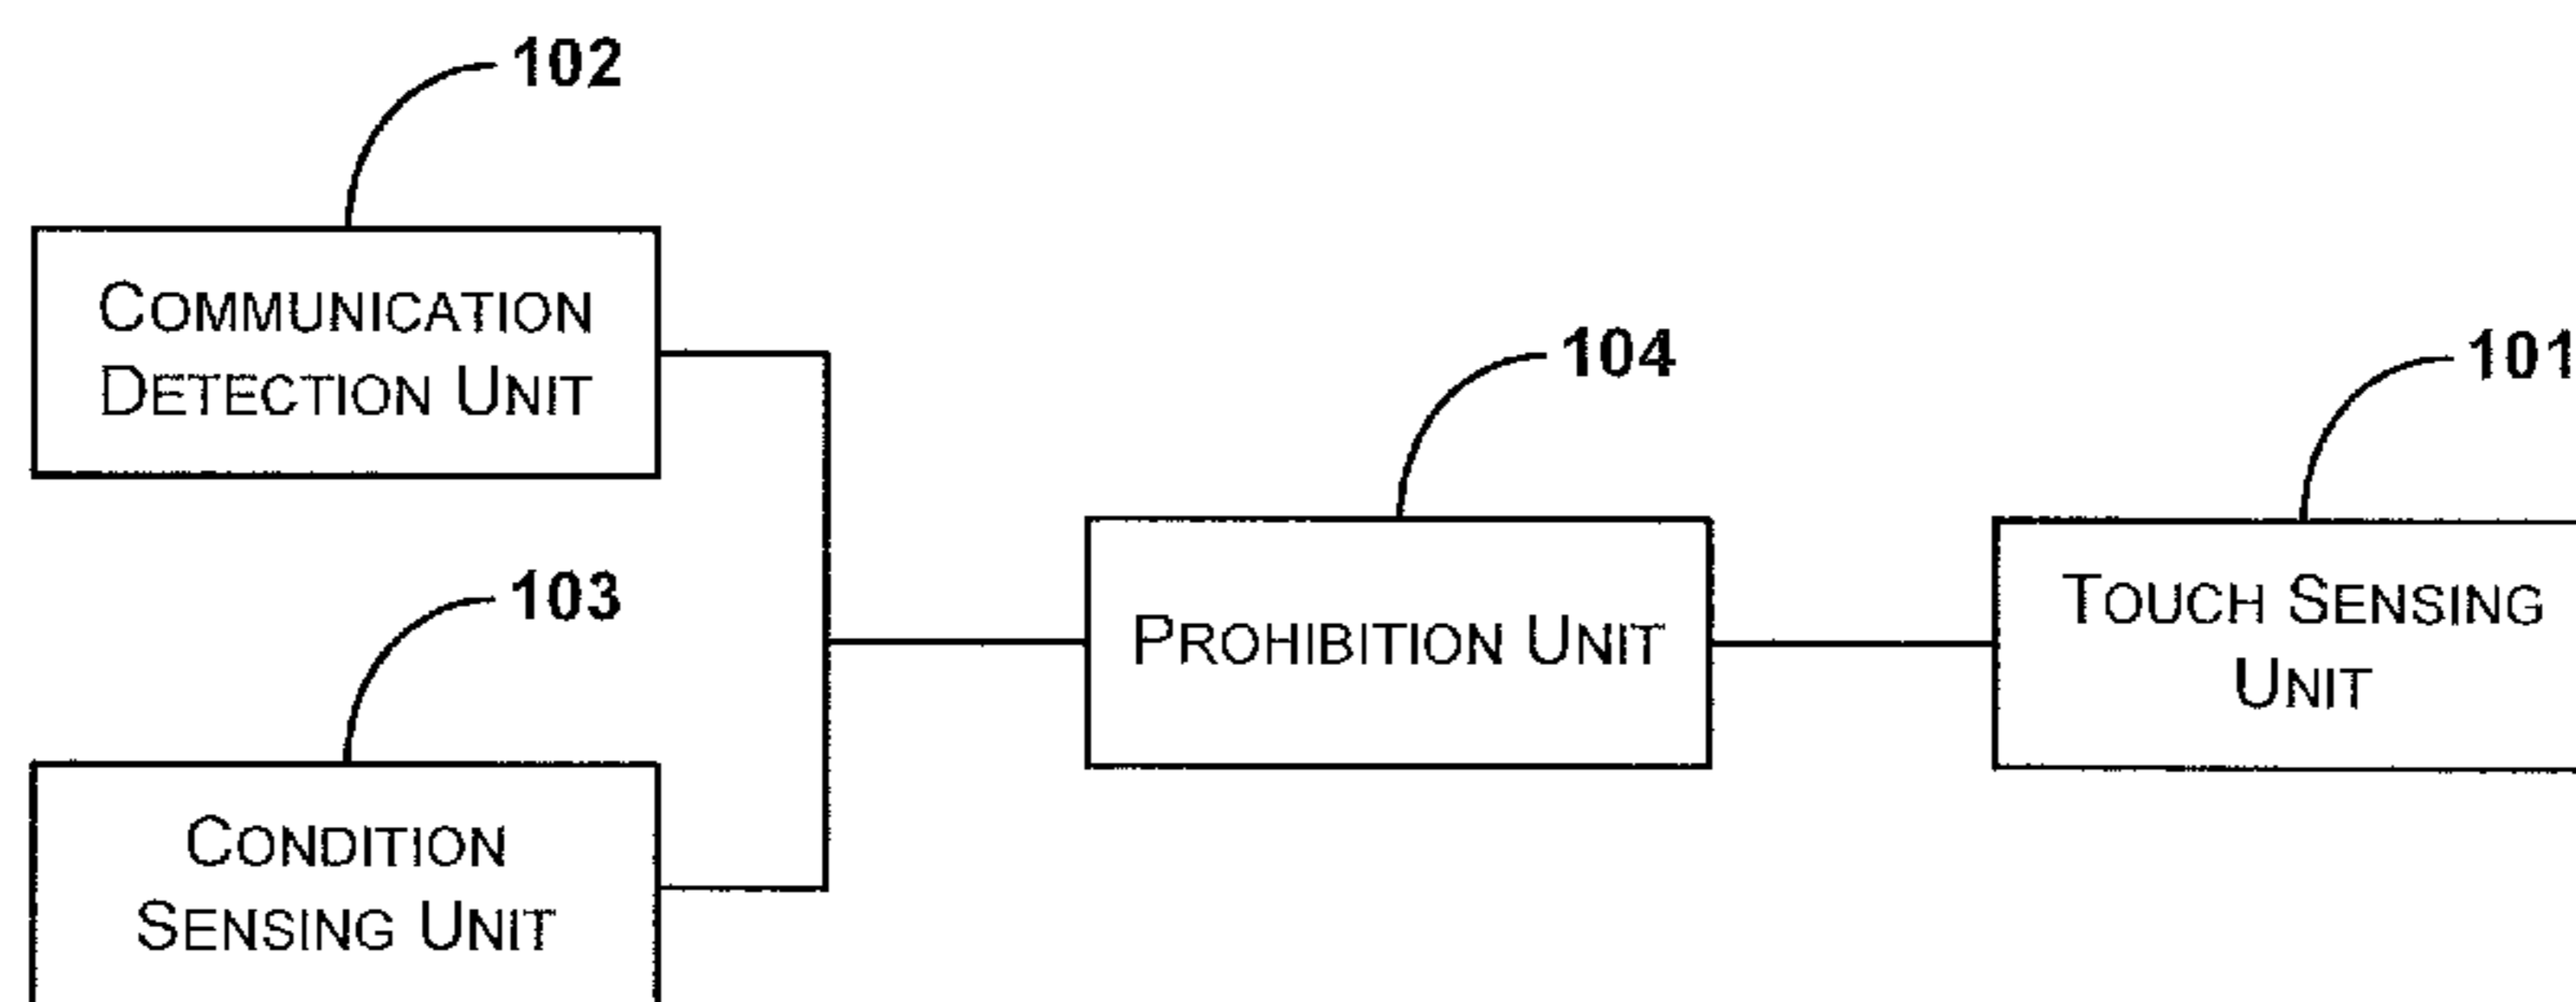 102
COMMUNICATION
DETECTION UNIT
104
101
103
PROHIBITION UNIT
TOUCH SENSING
UNIT
CONDITION
SENSING UNIT